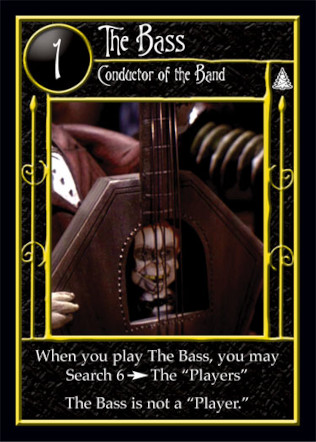 1
The Bass
Conductor of the Band
When you play The Bass, you may
Search 6 → The “Players”
The Bass is not a “Player.”